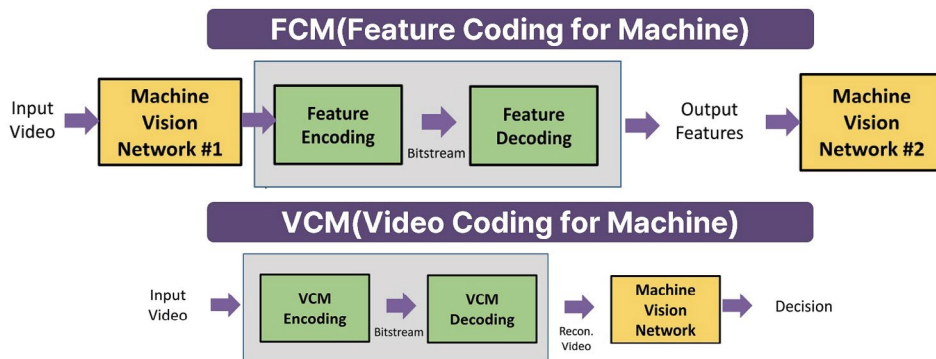 FCM(Feature Coding for Machine)
Input
Video
Machine
Vision
Network #1
Feature
Encoding
Bitstream
Feature
Decoding
Output
Features
Machine
Vision
Network #2
VCM(Video Coding for Machine)
Input
Video
VCM
Encoding
Bitstream
VCM
Decoding
Recon.
Video
Machine
Vision
Network
Decision